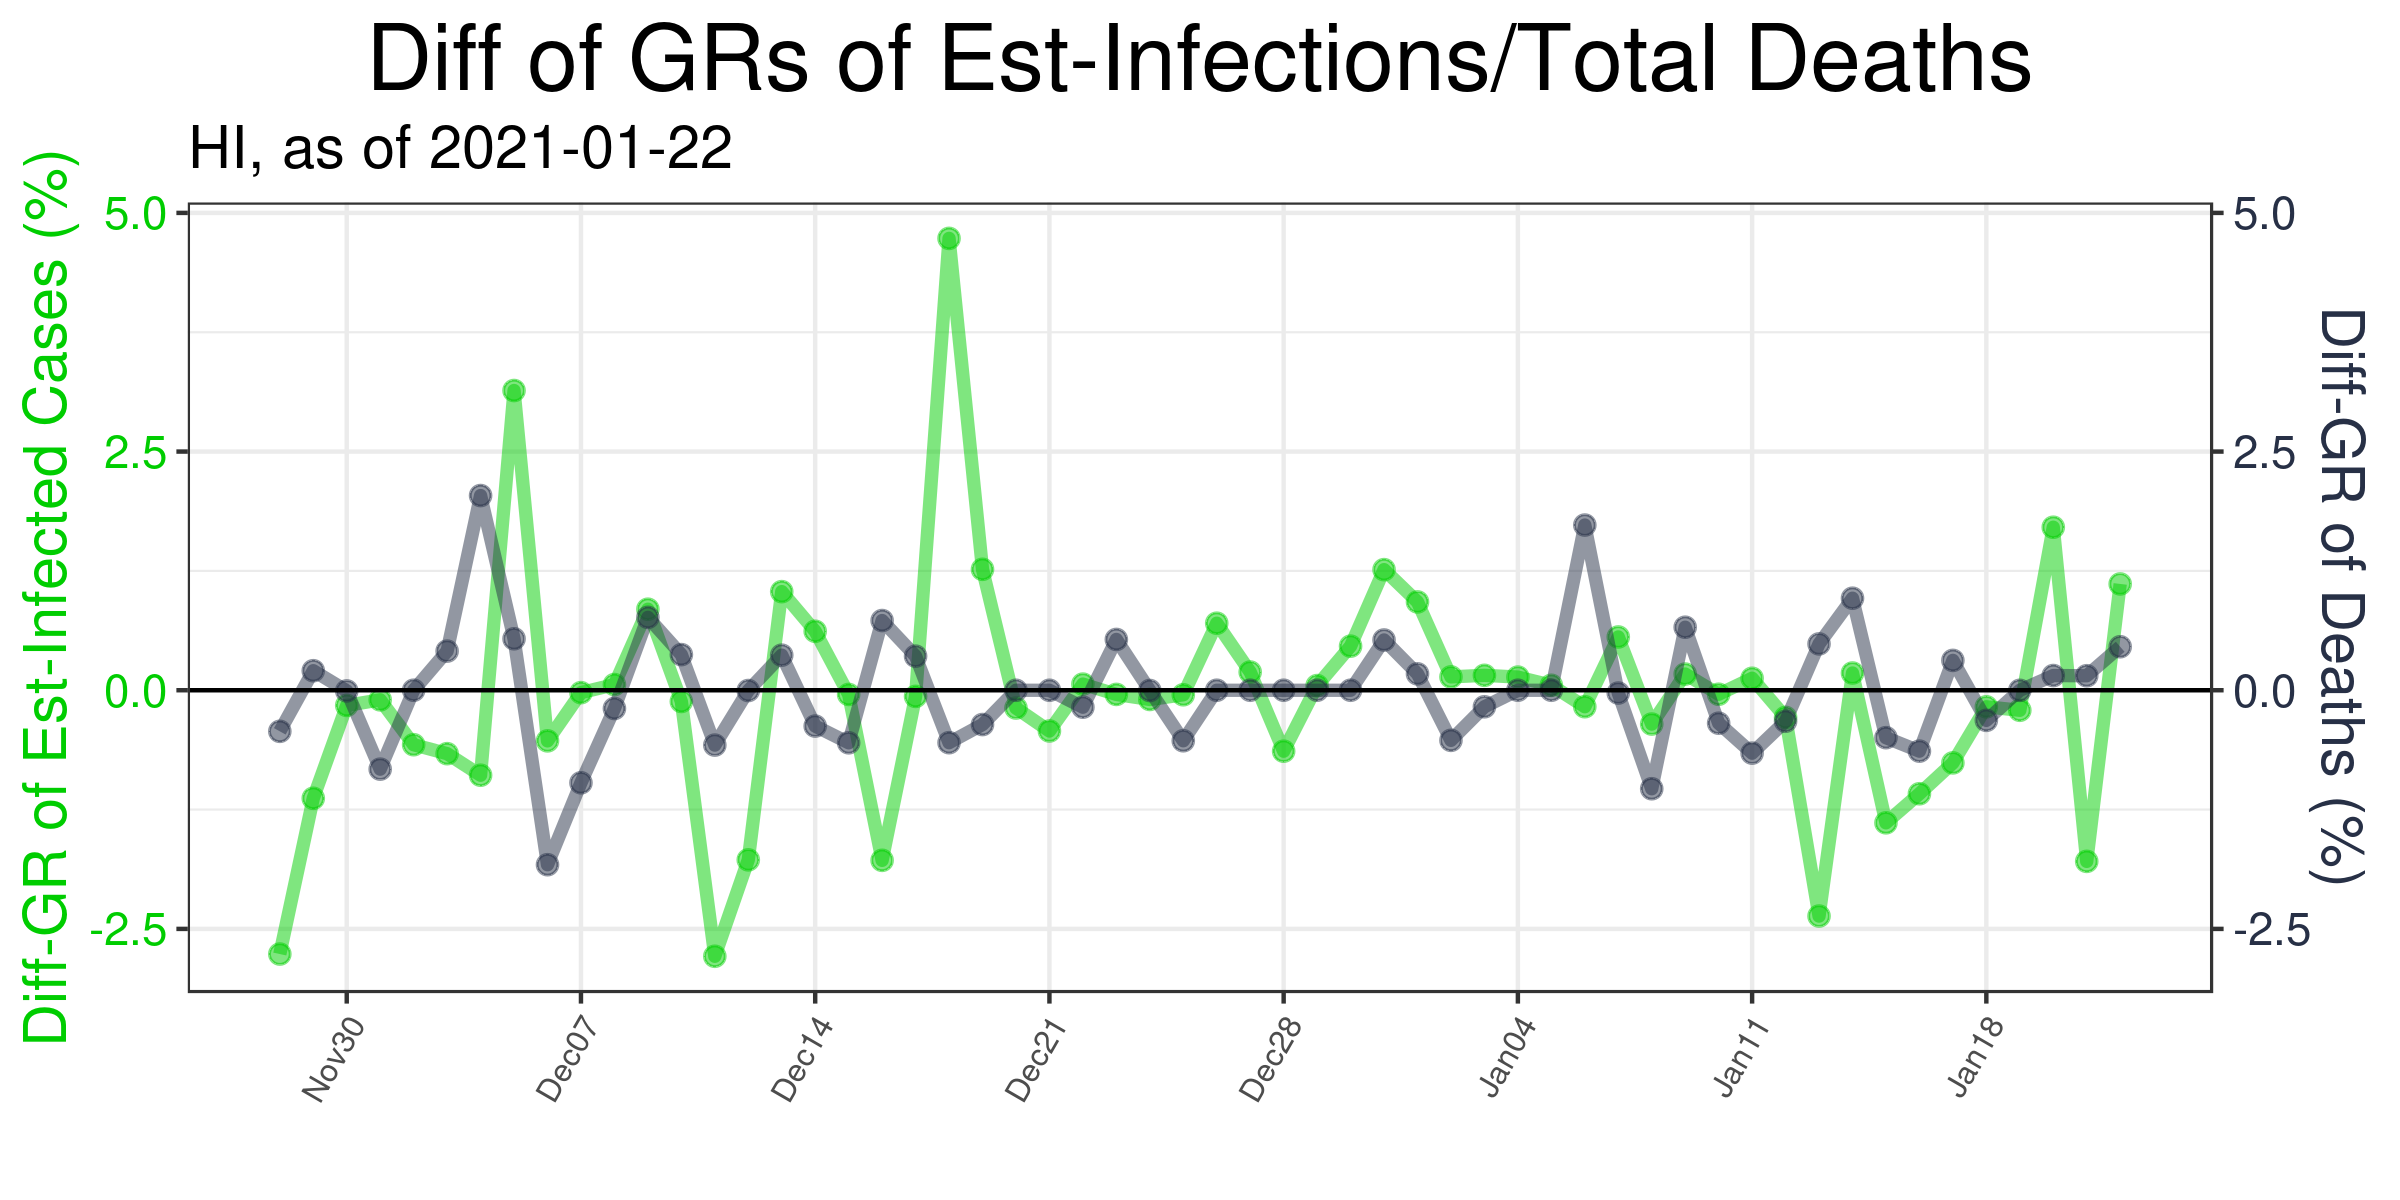 Diff of GRs of Est-Infections/Total Deaths
HI, as of 2021-01-22
Diff-GR of Est-Infected Cases (%)
5.0
2.5
0.0
-2.5
5.0
2.5
0.0
-2.5
Diff-GR of Deaths (%)
Nov30
Dec07
Dec14
Dec21
Dec28
Jan04
Jan11
Jan18